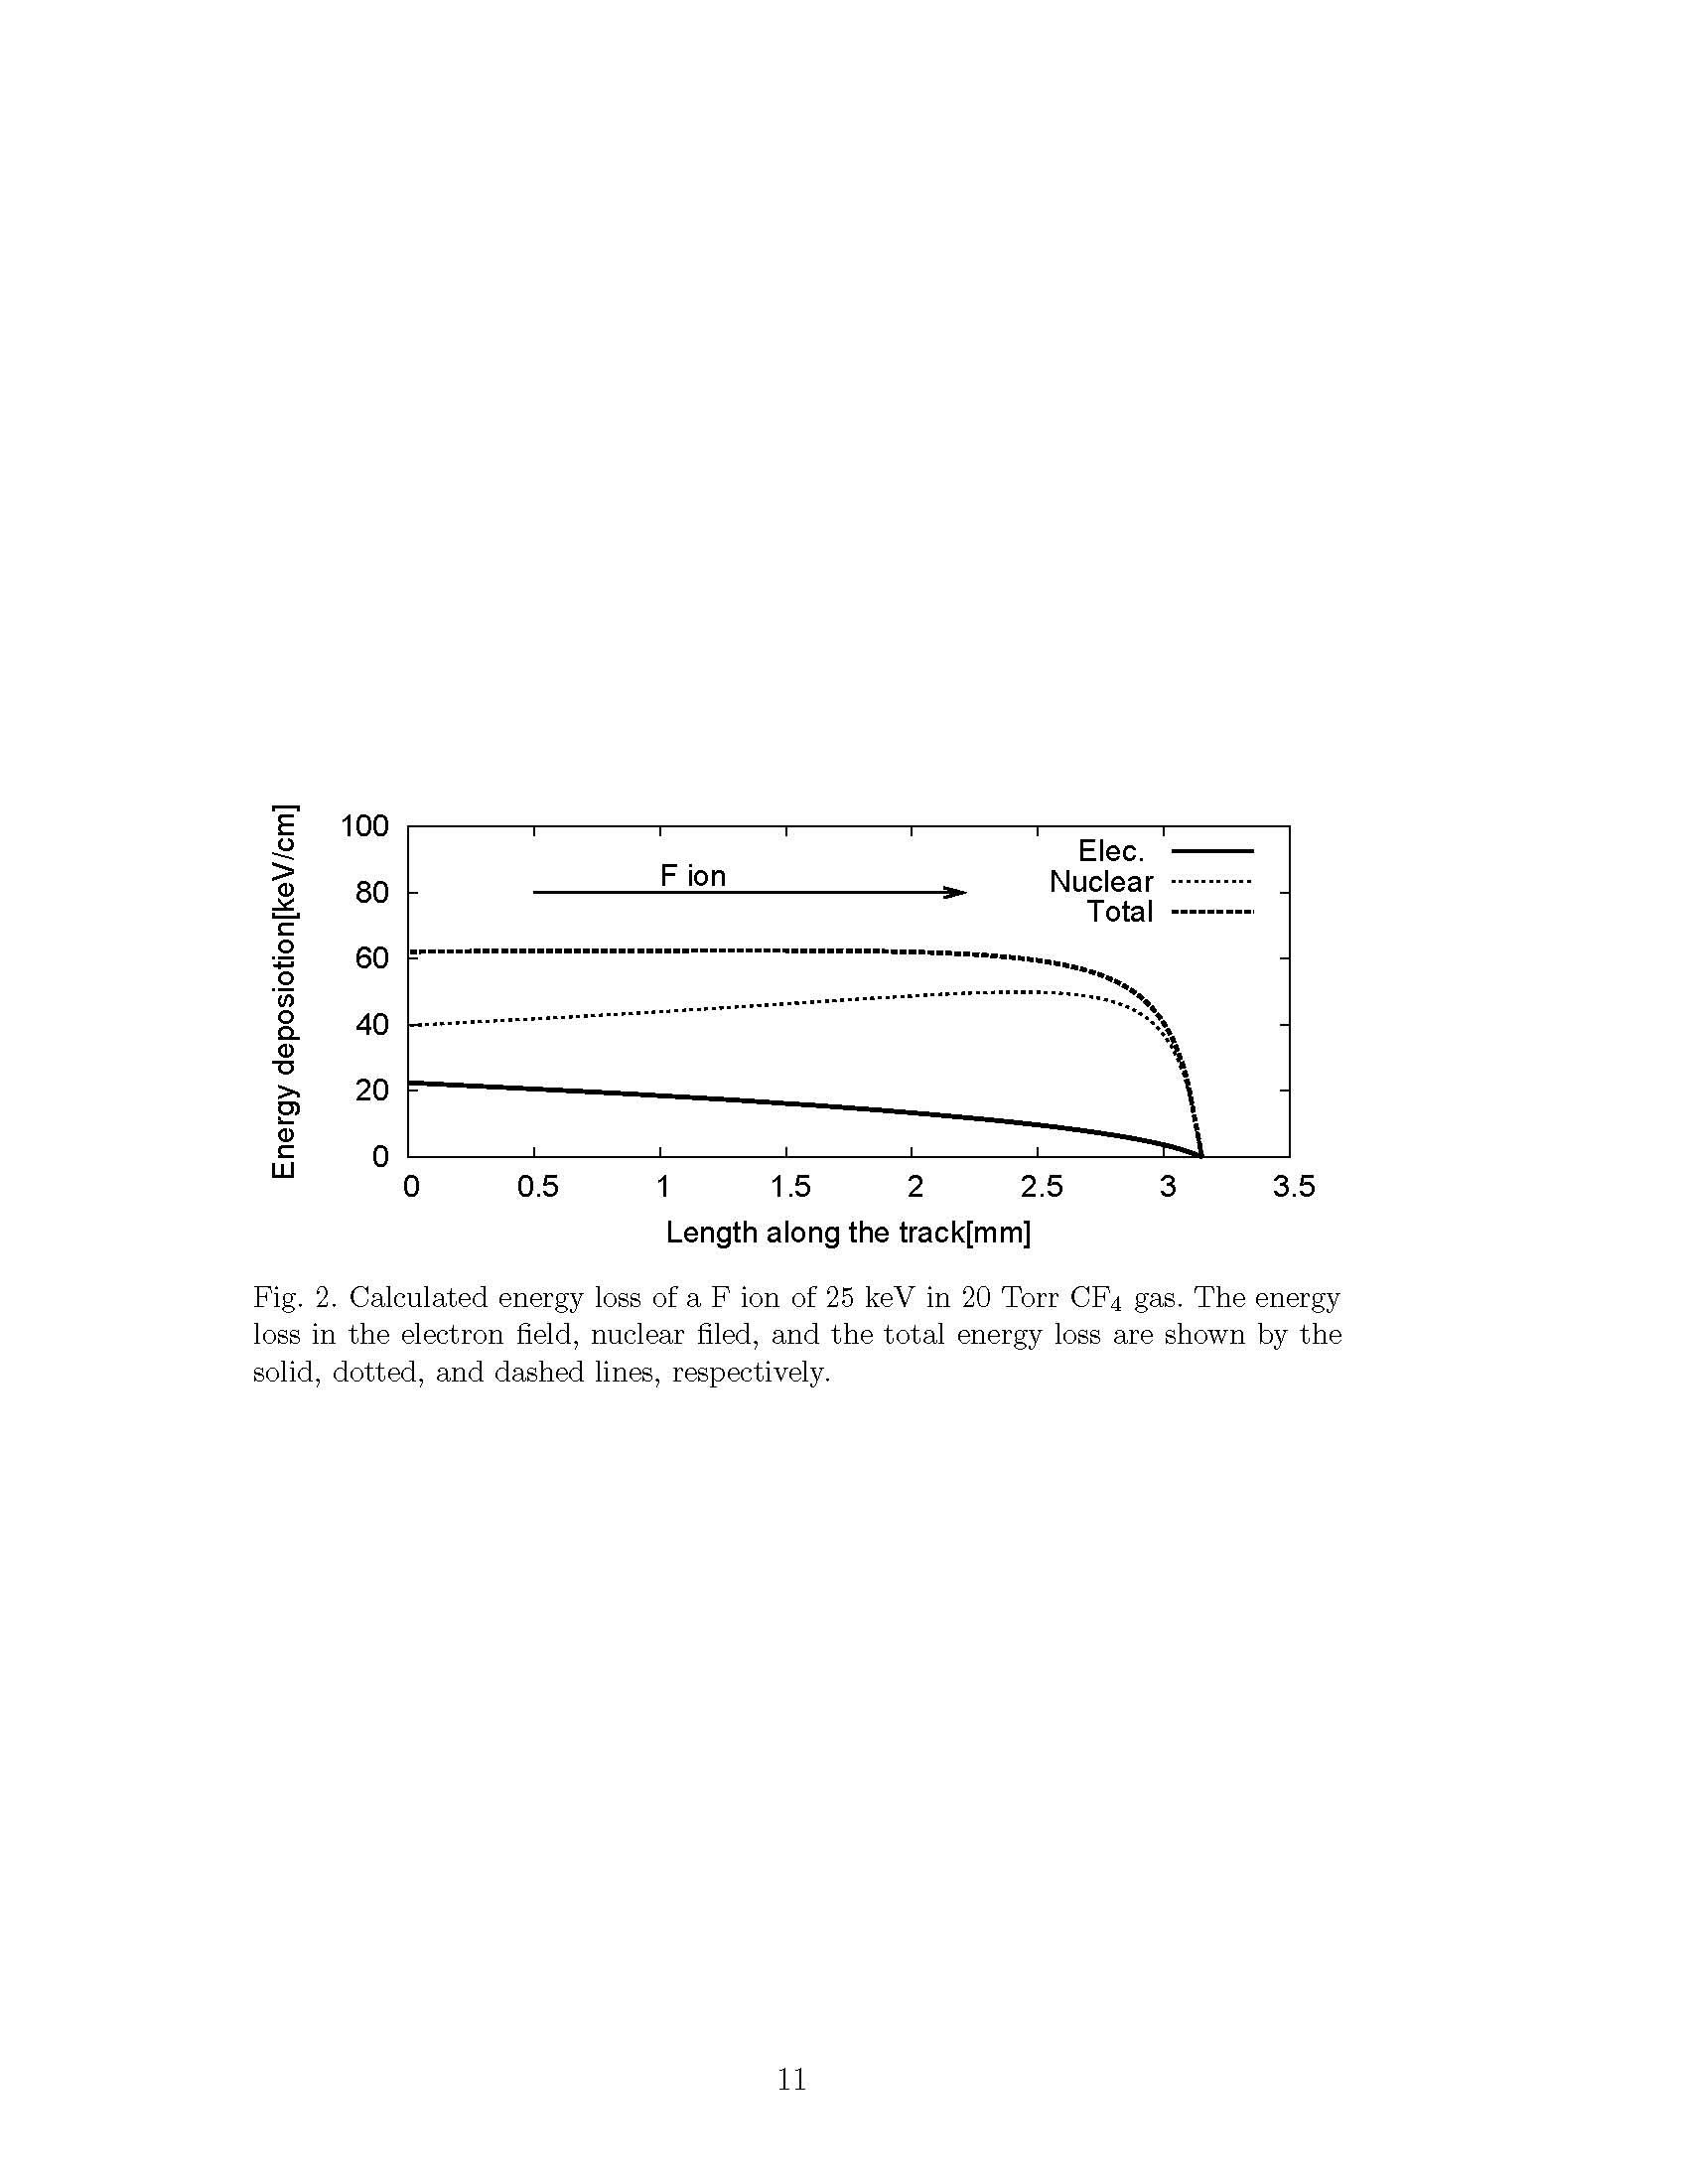 Energy deposiotion[keV/cm]
100
80
60
40
20
0
F ion
Elec.
Nuclear
Total
0 0.5 1 1.5 2 2.5 3 3.5
Length along the track[mm]
Fig. 2. Calculated energy loss of a F ion of 25 keV in 20 Torr CF₄ gas. The energy
loss in the electron field, nuclear filed, and the total energy loss are shown by the
solid, dotted, and dashed lines, respectively.
11